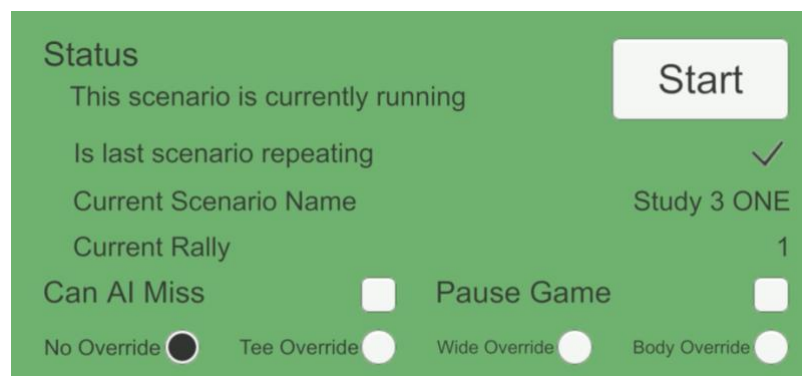 Status
Start
This scenario is currently running
Is last scenario repeating
Current Scenario Name Study 3 ONE
Current Rally 1
Can AI Miss Pause Game
No Override Tee Override Wide Override Body Override